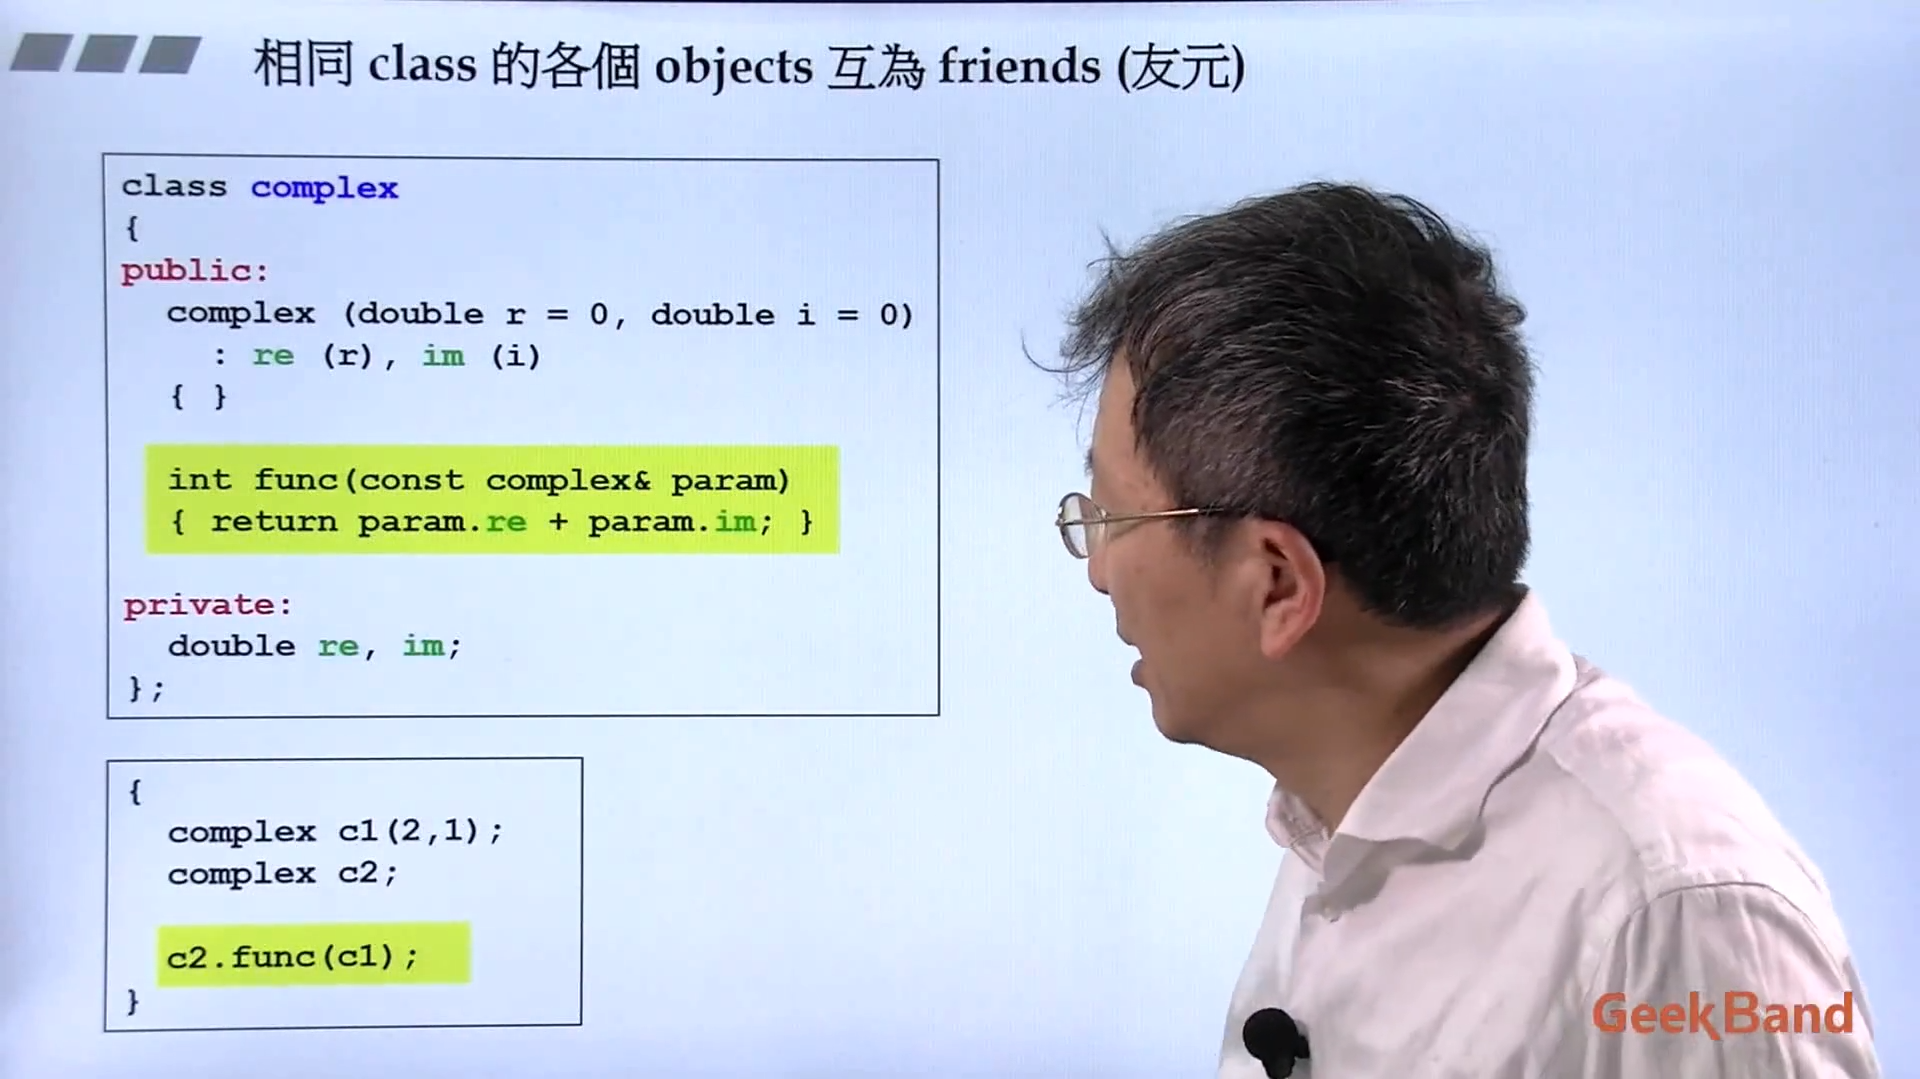 相同 class 的各個 objects 互為 friends (友元)
class complex
{
public:
complex (double r = 0, double i = 0)
: re (r), im (i)
{ }
int func(const complex& param)
{ return param.re + param.im; }
private:
double re, im;
};
{
complex c1(2,1);
complex c2;
c2.func(c1);
}
GeekBand